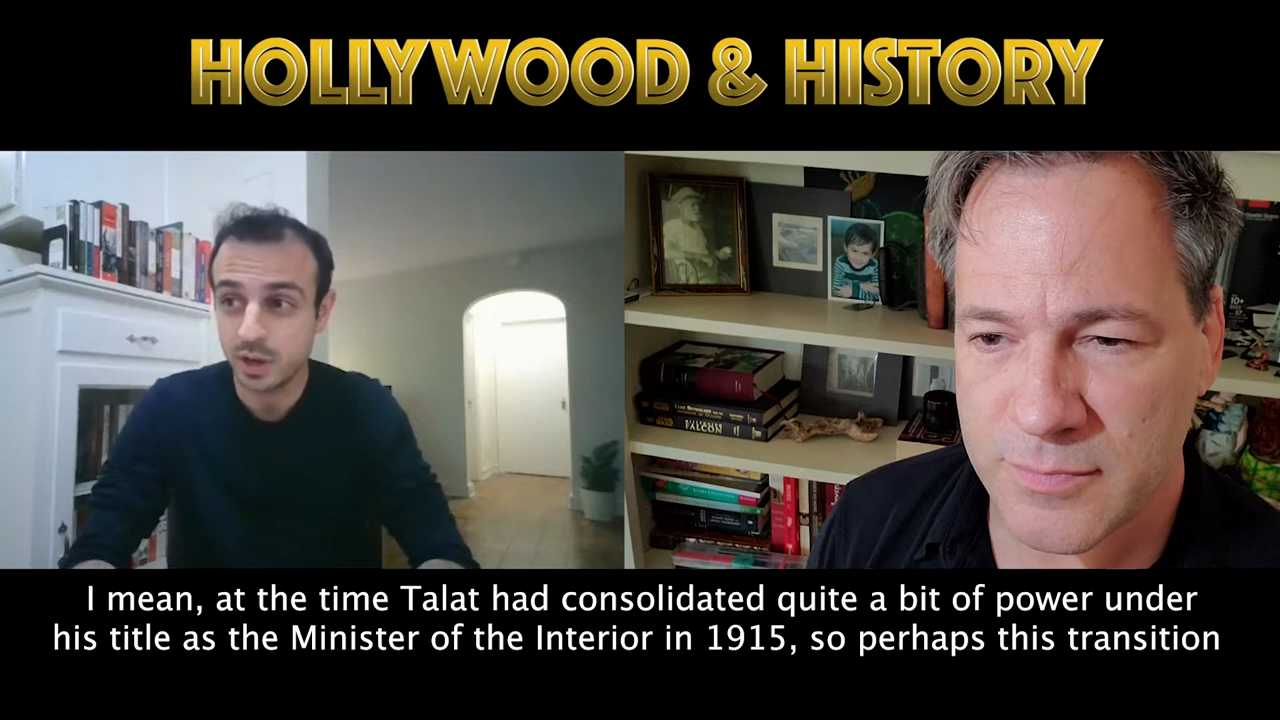 HOLLYWOOD & HISTORY
FALCON
I mean, at the time Talat had consolidated quite a bit of power under
his title as the Minister of the Interior in 1915, so perhaps this transition